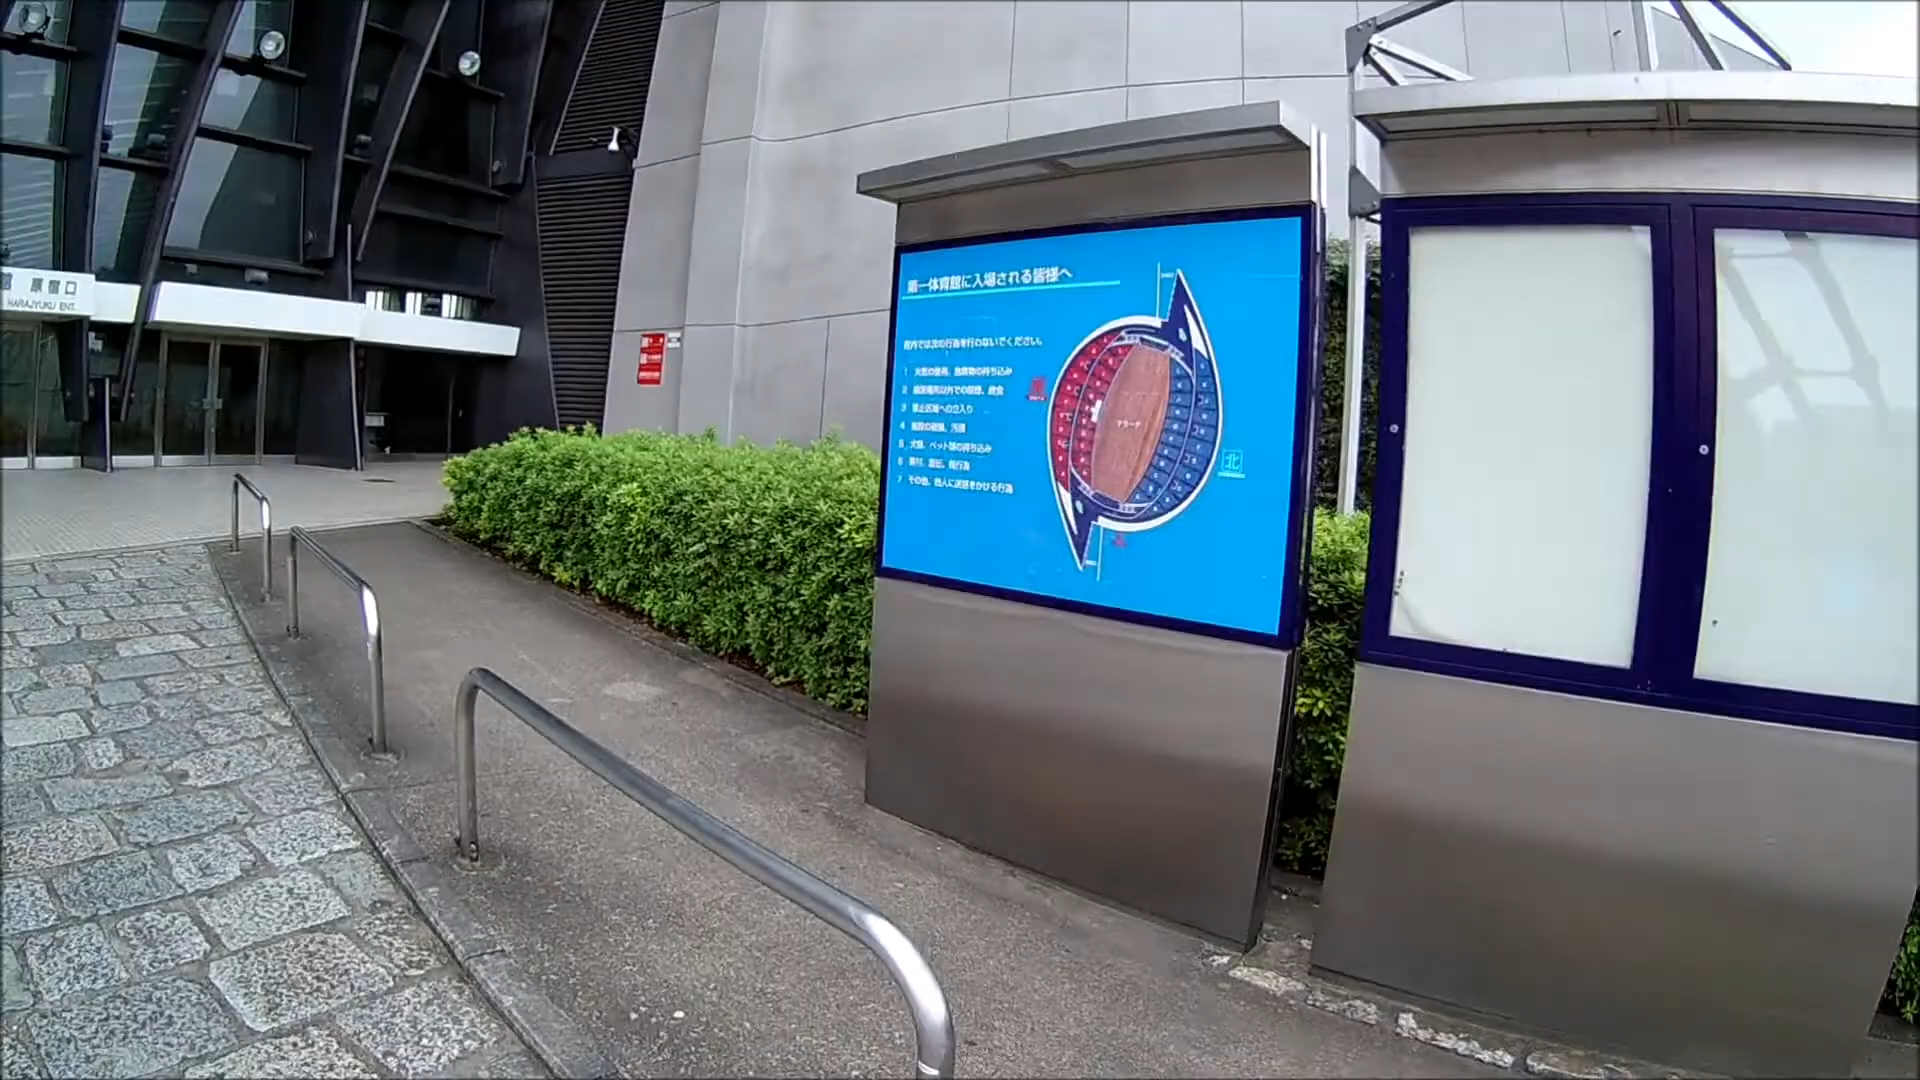 原宿口
HARAJYUKU ENT.
第一体育館に入場される皆様へ
館内では次の行為を行わないでください。
1 火気の使用、危険物の持ち込み
2 指定場所以外での喫煙、飲食
3 禁止区域への立入り
4 施設の破損、汚損
5 犬猫、ペット類の持ち込み
6 寄付、宣伝、
7 その他、他人に迷惑をかける行為
アリーナ
南
北